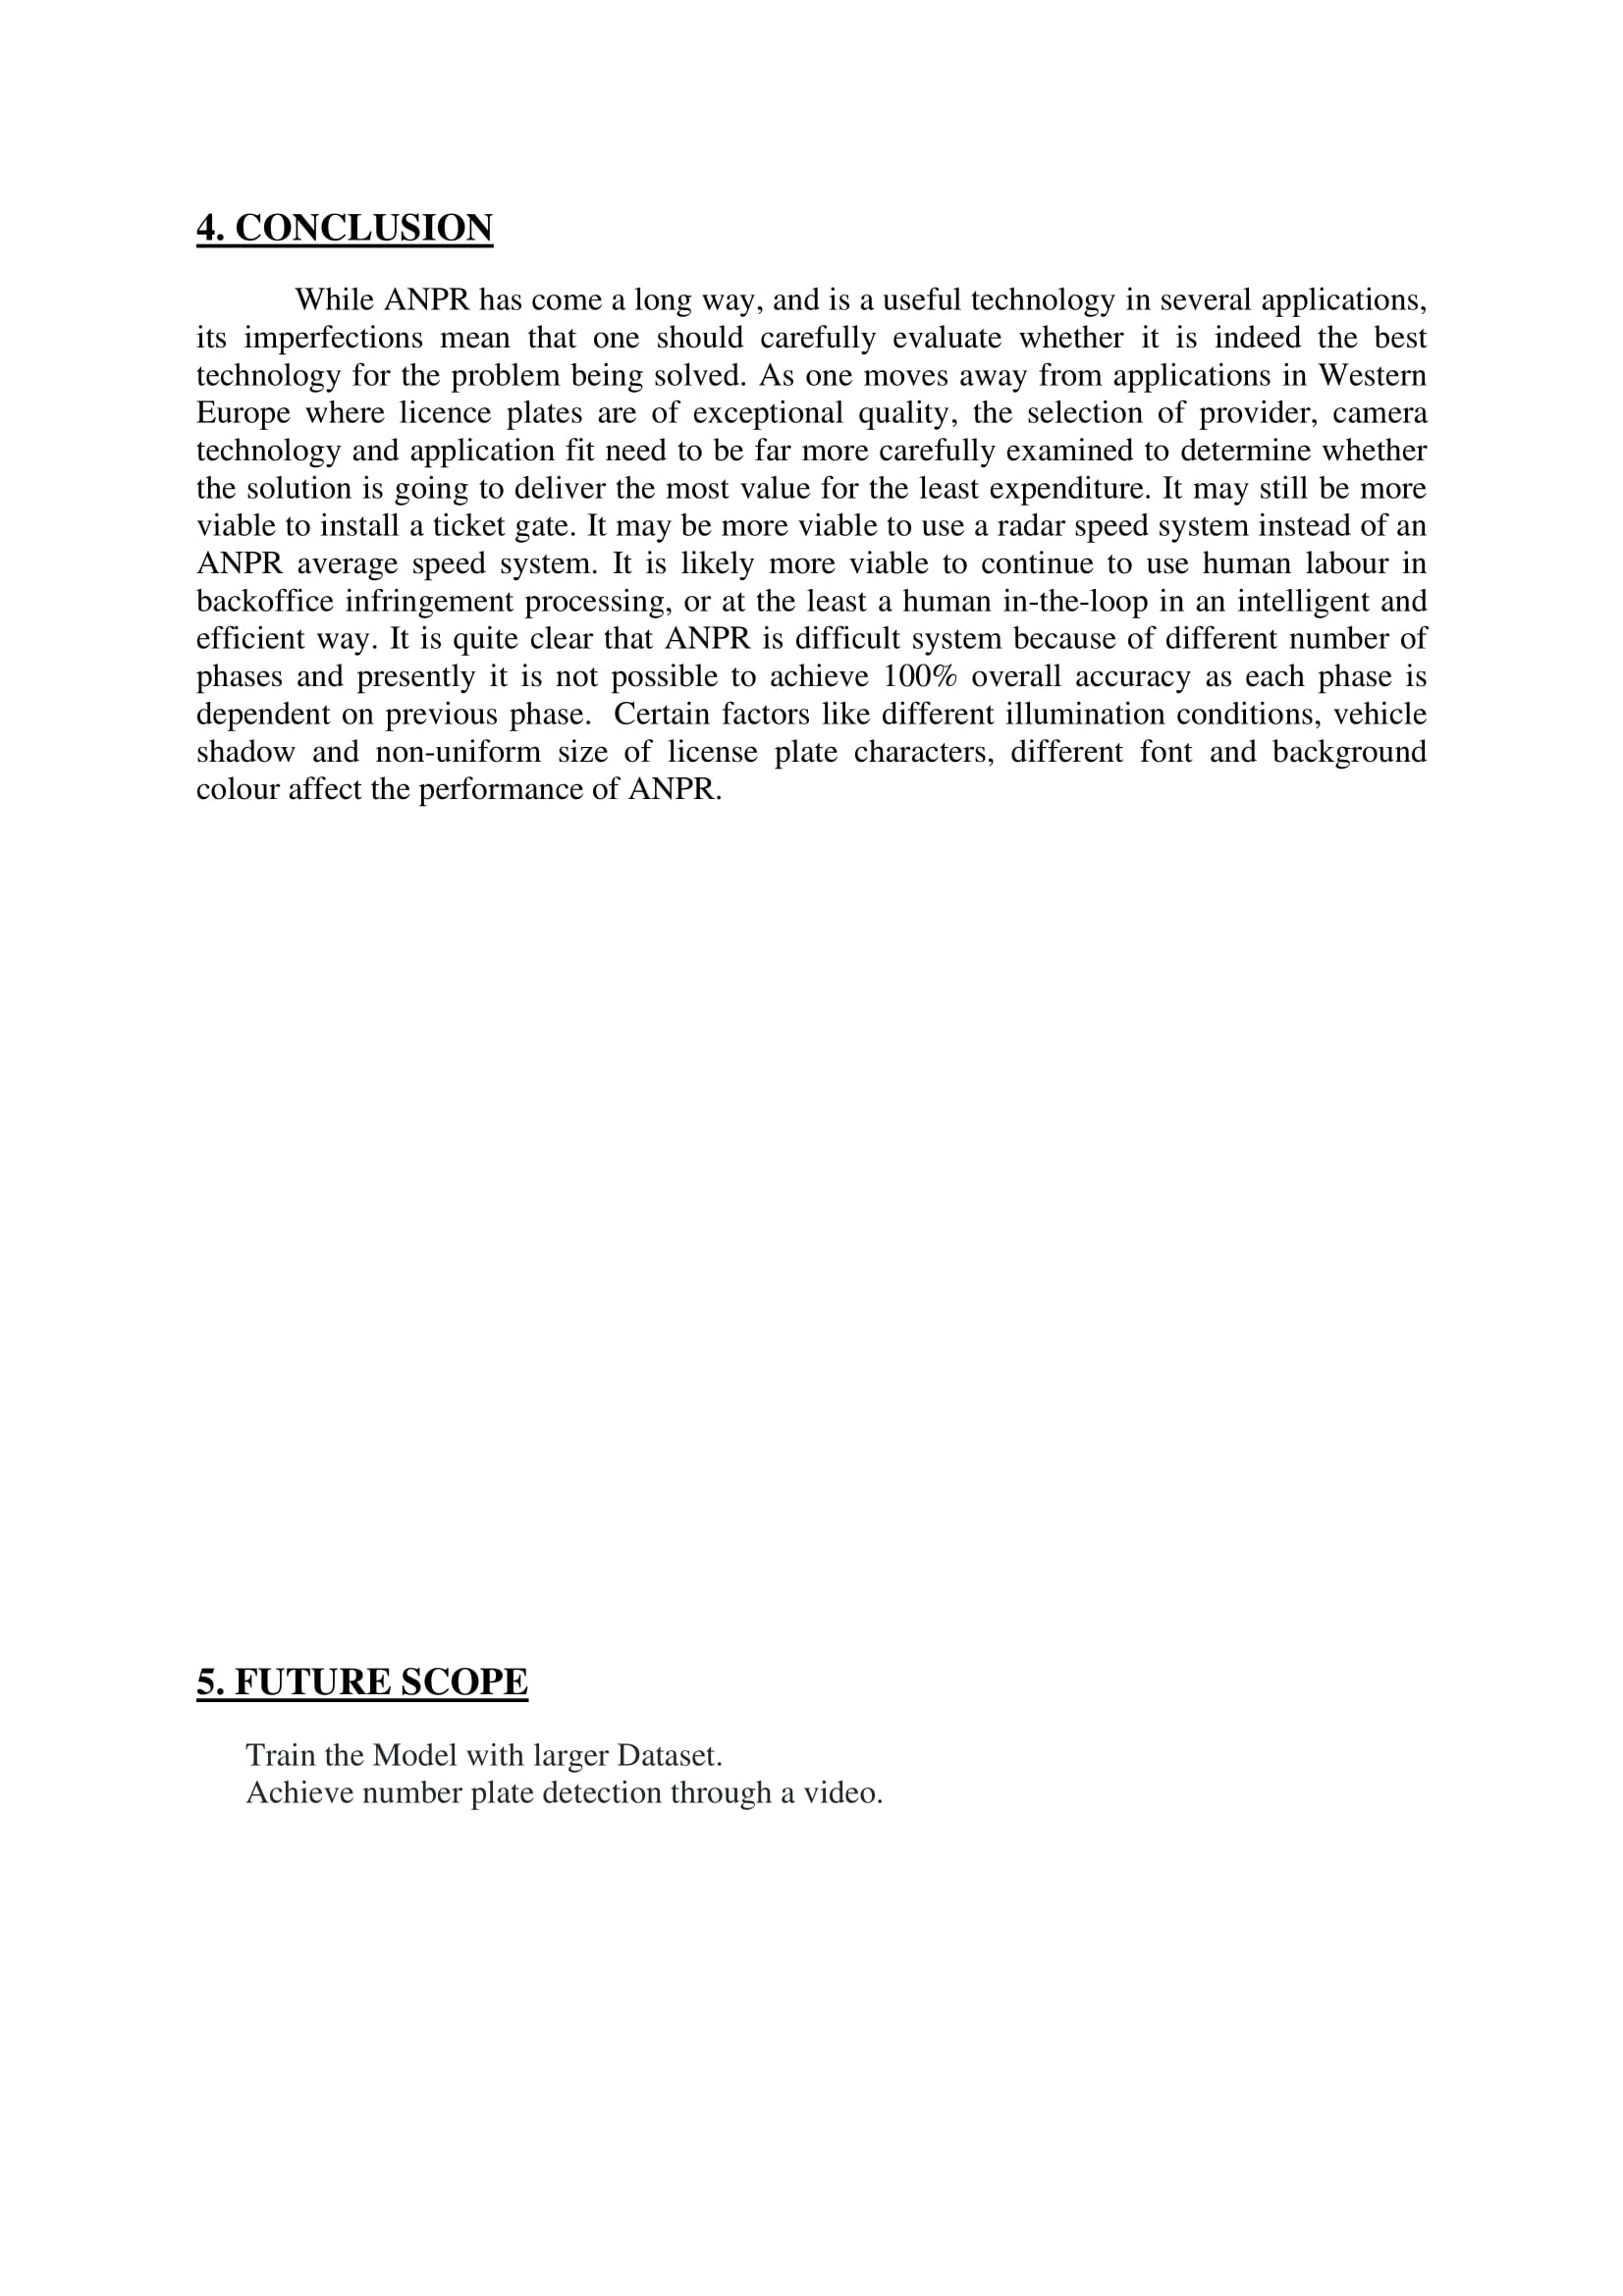 4. CONCLUSION
While ANPR has come a long way, and is a useful technology in several applications,
its imperfections mean that one should carefully evaluate whether it is indeed the best
technology for the problem being solved. As one moves away from applications in Western
Europe where licence plates are of exceptional quality, the selection of provider, camera
technology and application fit need to be far more carefully examined to determine whether
the solution is going to deliver the most value for the least expenditure. It may still be more
viable to install a ticket gate. It may be more viable to use a radar speed system instead of an
ANPR average speed system. It is likely more viable to continue to use human labour in
backoffice infringement processing, or at the least a human in-the-loop in an intelligent and
efficient way. It is quite clear that ANPR is difficult system because of different number of
phases and presently it is not possible to achieve 100% overall accuracy as each phase is
dependent on previous phase.  Certain factors like different illumination conditions, vehicle
shadow and non-uniform size of license plate characters, different font and background
colour affect the performance of ANPR.
5. FUTURE SCOPE
Train the Model with larger Dataset.
Achieve number plate detection through a video.